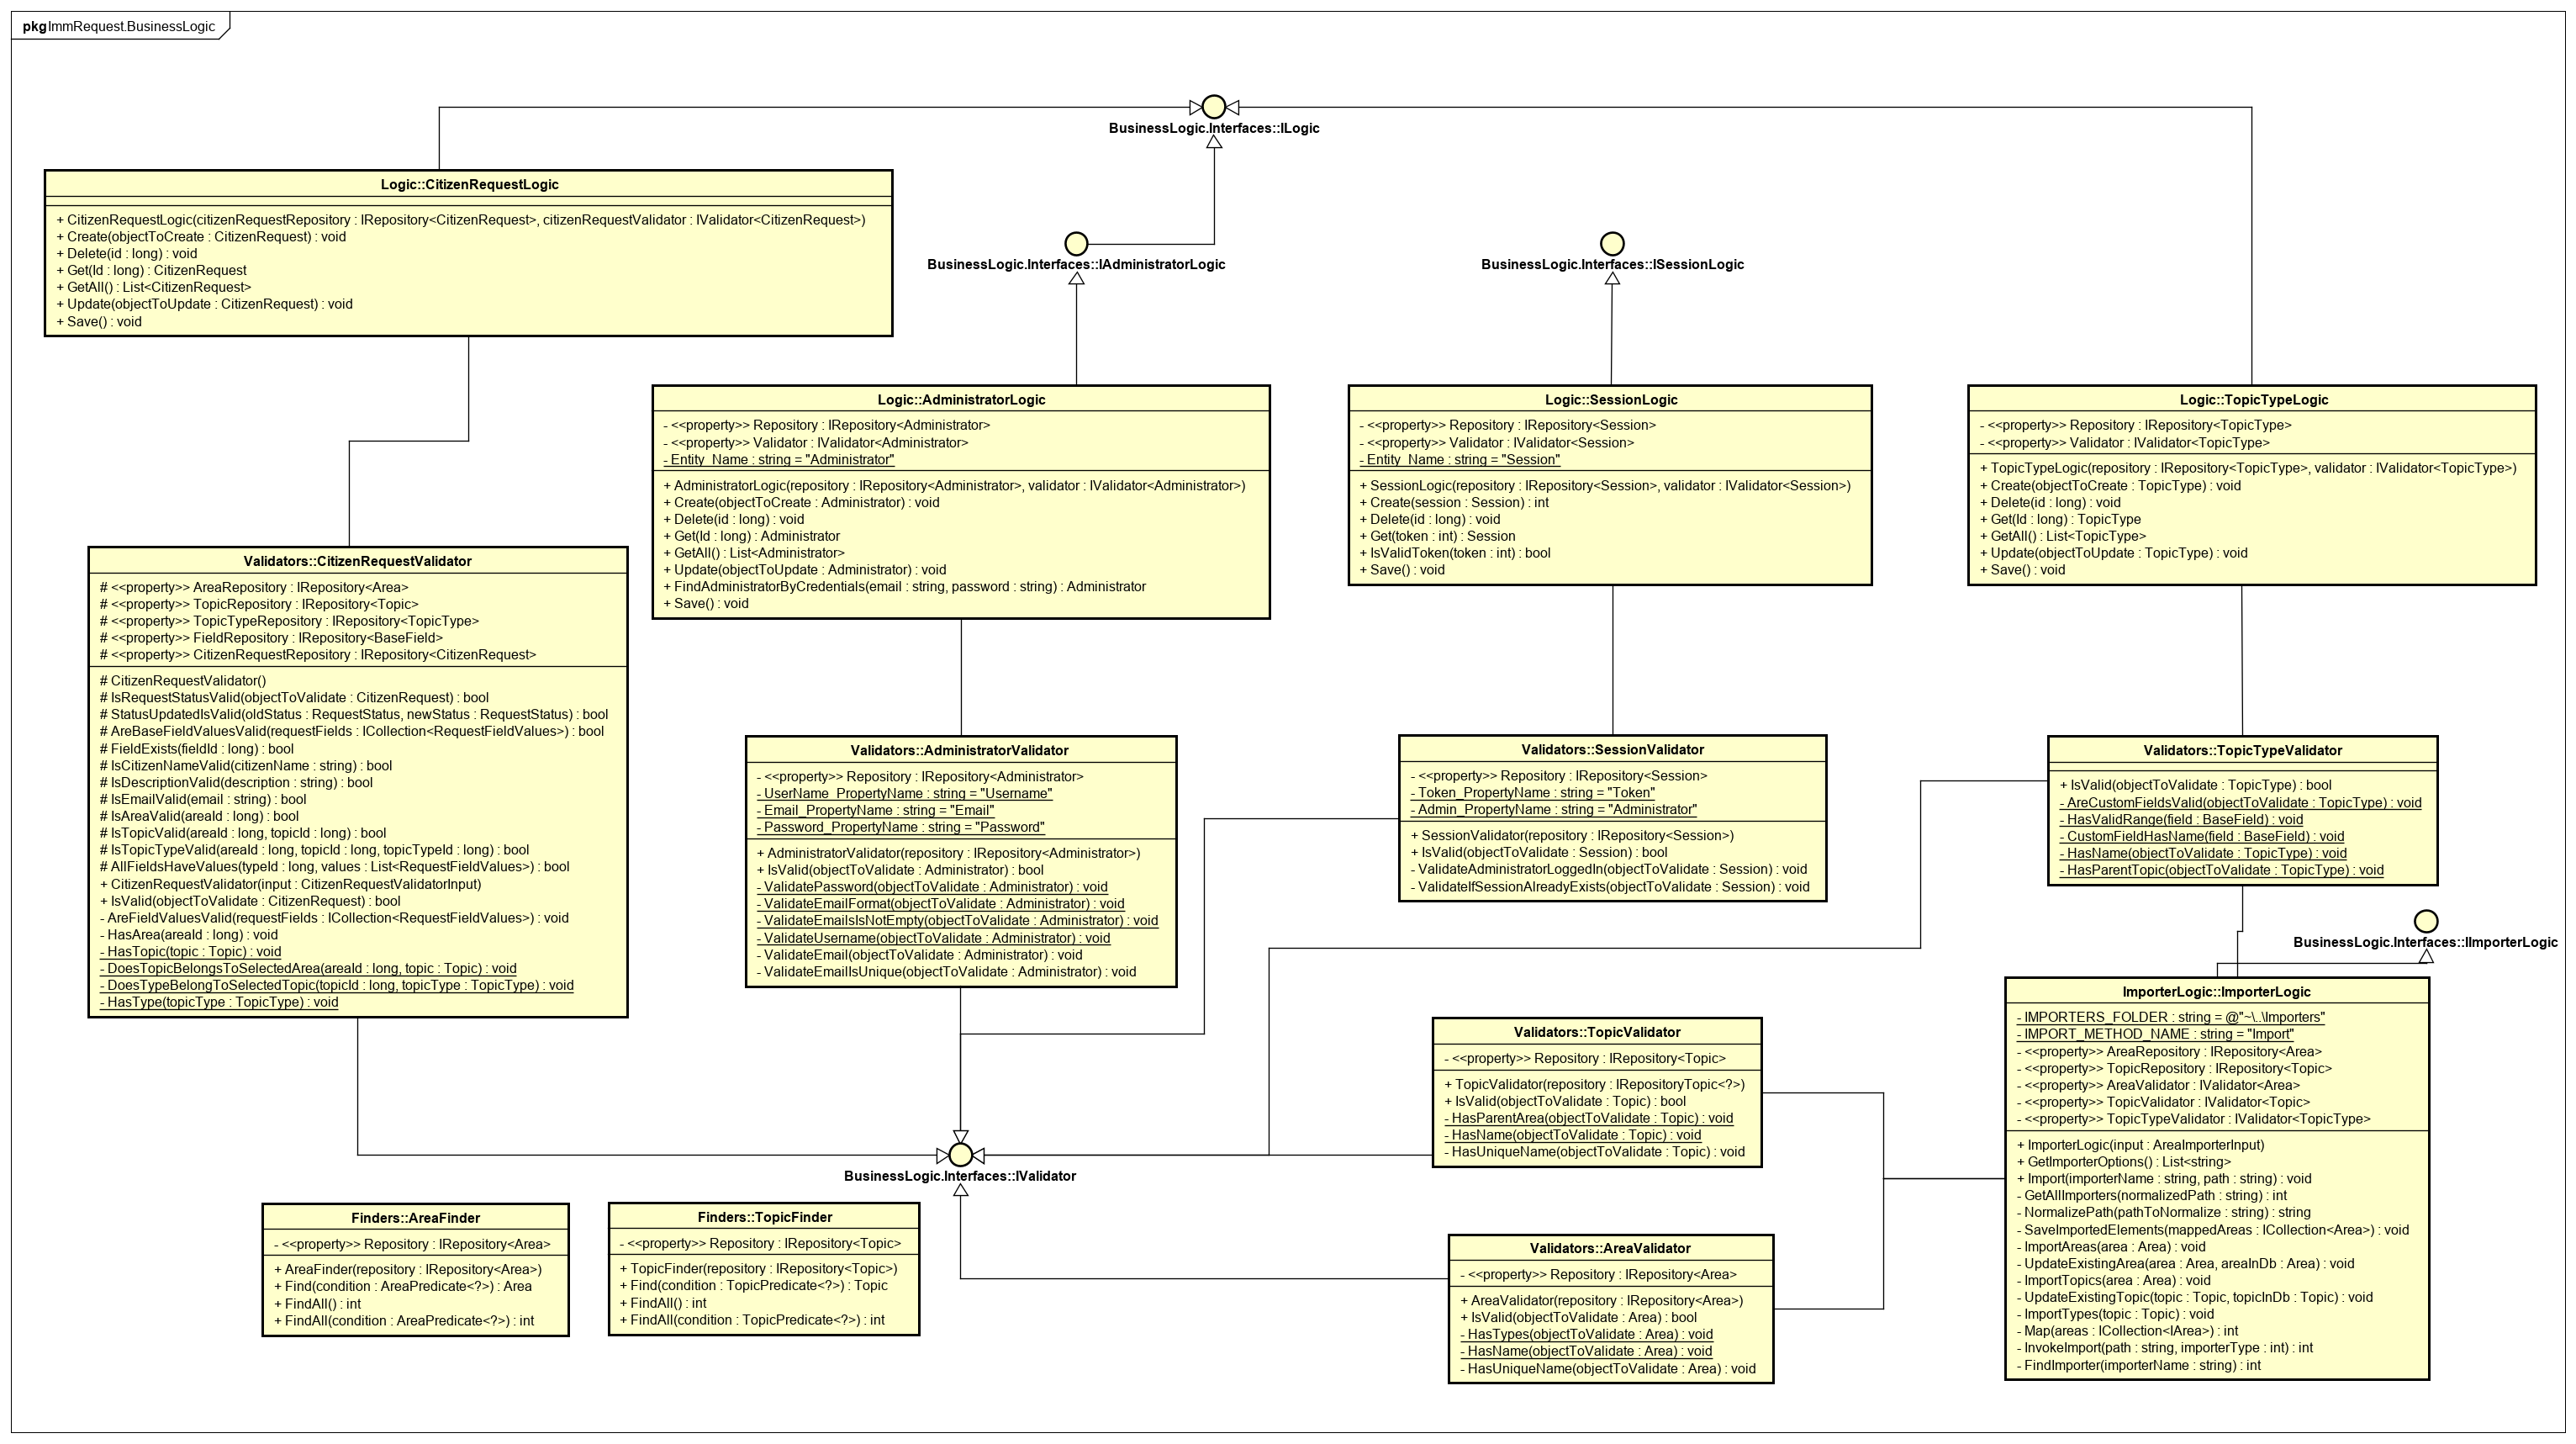 pkg ImmRequest.BusinessLogic
BusinessLogic.Interfaces::ILogic
Logic::CitizenRequestLogic
+ CitizenRequestLogic(citizenRequestRepository : IRepository<CitizenRequest>, citizenRequestValidator : IValidator<CitizenRequest>)
+ Create(objectToCreate : CitizenRequest) : void
+ Delete(id : long) : void
+ Get(Id : long) : CitizenRequest
+ GetAll() : List<CitizenRequest>
+ Update(objectToUpdate : CitizenRequest) : void
+ Save() : void
BusinessLogic.Interfaces::IAdministratorLogic
BusinessLogic.Interfaces::ISessionLogic
Logic::AdministratorLogic
- <<property>> Repository : IRepository<Administrator>
- <<property>> Validator : IValidator<Administrator>
- Entity_Name : string = "Administrator"
+ AdministratorLogic(repository : IRepository<Administrator>, validator : IValidator<Administrator>)
+ Create(objectToCreate : Administrator) : void
+ Delete(id : long) : void
+ Get(Id : long) : Administrator
+ GetAll() : List<Administrator>
+ Update(objectToUpdate : Administrator) : void
+ FindAdministratorByCredentials(email : string, password : string) : Administrator
+ Save() : void
Logic::SessionLogic
- <<property>> Repository : IRepository<Session>
- <<property>> Validator : IValidator<Session>
- Entity_Name : string = "Session"
+ SessionLogic(repository : IRepository<Session>, validator : IValidator<Session>)
+ Create(session : Session) : int
+ Delete(id : long) : void
+ Get(token : int) : Session
+ IsValidToken(token : int) : bool
+ Save() : void
Logic::TopicTypeLogic
- <<property>> Repository : IRepository<TopicType>
- <<property>> Validator : IValidator<TopicType>
+ TopicTypeLogic(repository : IRepository<TopicType>, validator : IValidator<TopicType>)
+ Create(objectToCreate : TopicType) : void
+ Delete(id : long) : void
+ Get(Id : long) : TopicType
+ GetAll() : List<TopicType>
+ Update(objectToUpdate : TopicType) : void
+ Save() : void
Validators::CitizenRequestValidator
# <<property>> AreaRepository : IRepository<Area>
# <<property>> TopicRepository : IRepository<Topic>
# <<property>> TopicTypeRepository : IRepository<TopicType>
# <<property>> FieldRepository : IRepository<BaseField>
# <<property>> CitizenRequestRepository : IRepository<CitizenRequest>
# CitizenRequestValidator()
# IsRequestStatusValid(objectToValidate : CitizenRequest) : bool
# StatusUpdatedIsValid(oldStatus : RequestStatus, newStatus : RequestStatus) : bool
# AreBaseFieldValuesValid(requestFields : ICollection<RequestFieldValues>) : bool
# FieldExists(fieldId : long) : bool
# IsCitizenNameValid(citizenName : string) : bool
# IsDescriptionValid(description : string) : bool
# IsEmailValid(email : string) : bool
# IsAreaValid(areaId : long) : bool
# IsTopicValid(areaId : long, topicId : long) : bool
# IsTopicTypeValid(areaId : long, topicId : long, topicTypeId : long) : bool
# AllFieldsHaveValues(typeId : long, values : List<RequestFieldValues>) : bool
+ CitizenRequestValidator(input : CitizenRequestValidatorInput)
+ IsValid(objectToValidate : CitizenRequest) : bool
- AreFieldValuesValid(requestFields : ICollection<RequestFieldValues>) : void
- HasArea(areaId : long) : void
- HasTopic(topic : Topic) : void
- DoesTopicBelongsToSelectedArea(areaId : long, topic : Topic) : void
- DoesTypeBelongToSelectedTopic(topicId : long, topicType : TopicType) : void
- HasType(topicType : TopicType) : void
Validators::AdministratorValidator
- <<property>> Repository : IRepository<Administrator>
- UserName_PropertyName : string = "Username"
- Email_PropertyName : string = "Email"
- Password_PropertyName : string = "Password"
+ AdministratorValidator(repository : IRepository<Administrator>)
+ IsValid(objectToValidate : Administrator) : bool
- ValidatePassword(objectToValidate : Administrator) : void
- ValidateEmailFormat(objectToValidate : Administrator) : void
- ValidateEmailsIsNotEmpty(objectToValidate : Administrator) : void
- ValidateUsername(objectToValidate : Administrator) : void
- ValidateEmail(objectToValidate : Administrator) : void
- ValidateEmailIsUnique(objectToValidate : Administrator) : void
Validators::SessionValidator
- <<property>> Repository : IRepository<Session>
- Token_PropertyName : string = "Token"
- Admin_PropertyName : string = "Administrator"
+ SessionValidator(repository : IRepository<Session>)
+ IsValid(objectToValidate : Session) : bool
- ValidateAdministratorLoggedIn(objectToValidate : Session) : void
- ValidateIfSessionAlreadyExists(objectToValidate : Session) : void
Validators::TopicTypeValidator
+ IsValid(objectToValidate : TopicType) : bool
- AreCustomFieldsValid(objectToValidate : TopicType) : void
- HasValidRange(field : BaseField) : void
- CustomFieldHasName(field : BaseField) : void
- HasName(objectToValidate : TopicType) : void
- HasParentTopic(objectToValidate : TopicType) : void
BusinessLogic.Interfaces::IImporterLogic
ImporterLogic::ImporterLogic
- IMPORTERS_FOLDER : string = @"~\..\Importers"
- IMPORT_METHOD_NAME : string = "Import"
- <<property>> AreaRepository : IRepository<Area>
- <<property>> TopicRepository : IRepository<Topic>
- <<property>> AreaValidator : IValidator<Area>
- <<property>> TopicValidator : IValidator<Topic>
- <<property>> TopicTypeValidator : IValidator<TopicType>
+ ImporterLogic(input : AreaImporterInput)
+ GetImporterOptions() : List<string>
+ Import(importerName : string, path : string) : void
- GetAllImporters(normalizedPath : string) : int
- NormalizePath(pathToNormalize : string) : string
- SaveImportedElements(mappedAreas : ICollection<Area>) : void
- ImportAreas(area : Area) : void
- UpdateExistingArea(area : Area, areaInDb : Area) : void
- ImportTopics(area : Area) : void
- UpdateExistingTopic(topic : Topic, topicInDb : Topic) : void
- ImportTypes(topic : Topic) : void
- Map(areas : ICollection<IArea>) : int
- InvokeImport(path : string, importerType : int) : int
- FindImporter(importerName : string) : int
Validators::TopicValidator
- <<property>> Repository : IRepository<Topic>
+ TopicValidator(repository : IRepositoryTopic<?>)
+ IsValid(objectToValidate : Topic) : bool
- HasParentArea(objectToValidate : Topic) : void
- HasName(objectToValidate : Topic) : void
- HasUniqueName(objectToValidate : Topic) : void
BusinessLogic.Interfaces::IValidator
Finders::AreaFinder
- <<property>> Repository : IRepository<Area>
+ AreaFinder(repository : IRepository<Area>)
+ Find(condition : AreaPredicate<?>) : Area
+ FindAll() : int
+ FindAll(condition : AreaPredicate<?>) : int
Finders::TopicFinder
- <<property>> Repository : IRepository<Topic>
+ TopicFinder(repository : IRepository<Topic>)
+ Find(condition : TopicPredicate<?>) : Topic
+ FindAll() : int
+ FindAll(condition : TopicPredicate<?>) : int
Validators::AreaValidator
- <<property>> Repository : IRepository<Area>
+ AreaValidator(repository : IRepository<Area>)
+ IsValid(objectToValidate : Area) : bool
- HasTypes(objectToValidate : Area) : void
- HasName(objectToValidate : Area) : void
- HasUniqueName(objectToValidate : Area) : void